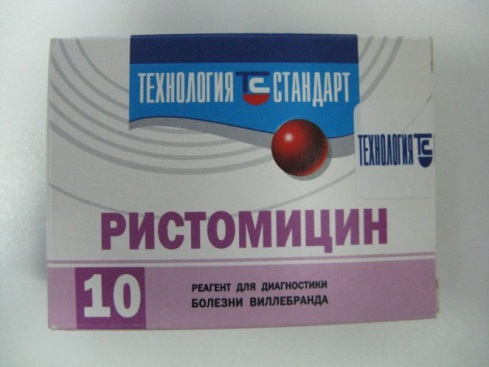 ТЕХНОЛОГИЯ ТС СТАНДАРТ
ТЕХНОЛОГИЯ ТС
РИСТОМИЦИН
10
РЕАГЕНТ ДЛЯ ДИАГНОСТИКИ
БОЛЕЗНИ ВИЛЛЕБРАНДА